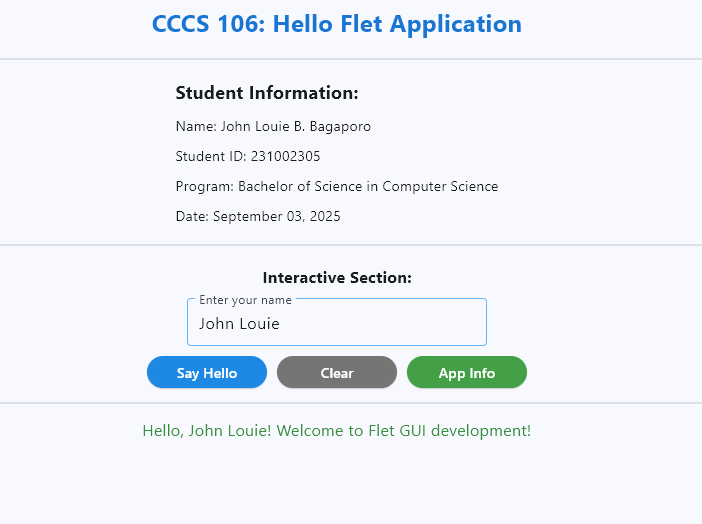 CCCS 106: Hello Flet Application
Student Information:
Name: John Louie B. Bagaporo
Student ID: 231002305
Program: Bachelor of Science in Computer Science
Date: September 03, 2025
Interactive Section:
Enter your name
John Louie
Say Hello Clear App Info
Hello, John Louie! Welcome to Flet GUI development!